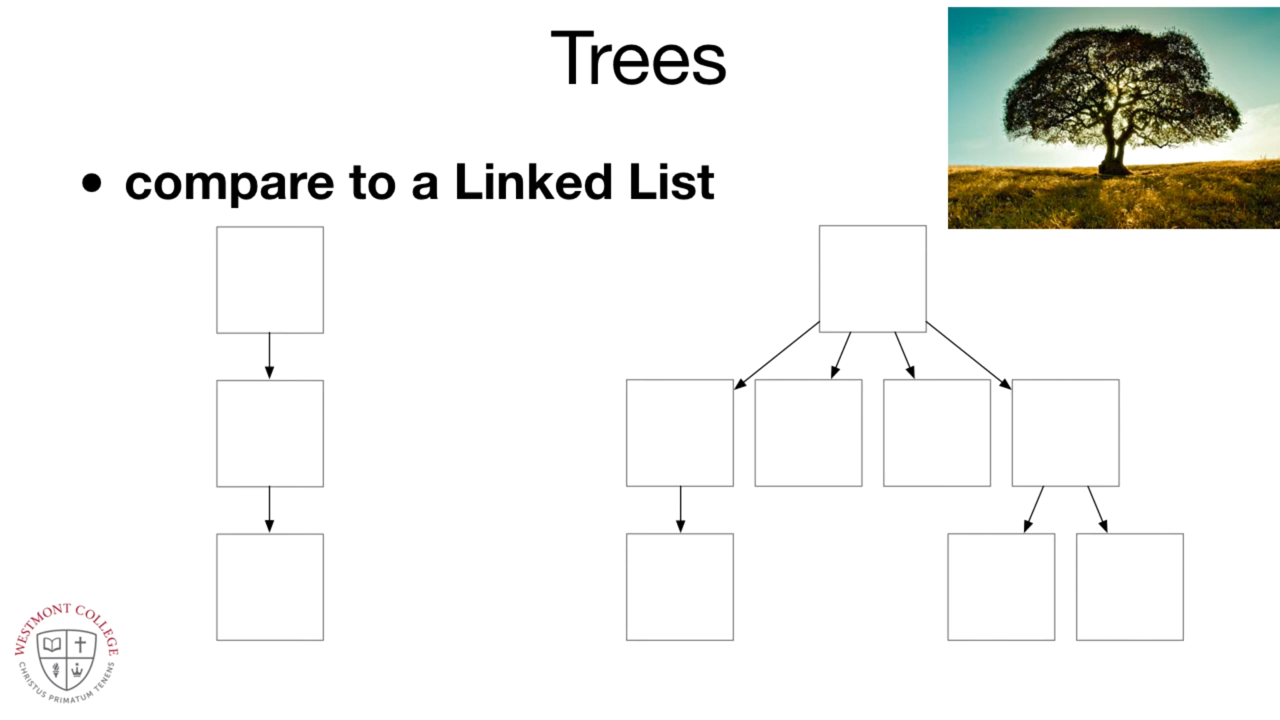 Trees
• compare to a Linked List
WESTMONT COLLEGE
CHRISTUS PRIMATUM TENENS